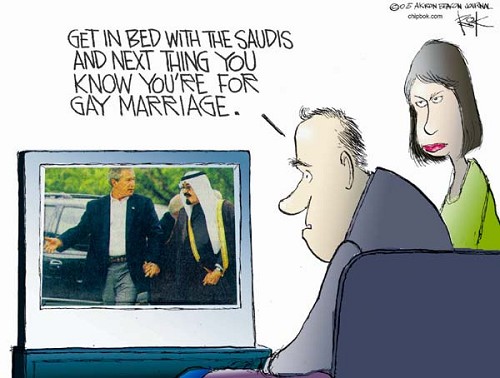 ©05 AKRON BEACON JOURNAL
chipbok.com
BOK
GET IN BED WITH THE SAUDIS
AND NEXT THING YOU
KNOW YOU'RE FOR
GAY MARRIAGE.